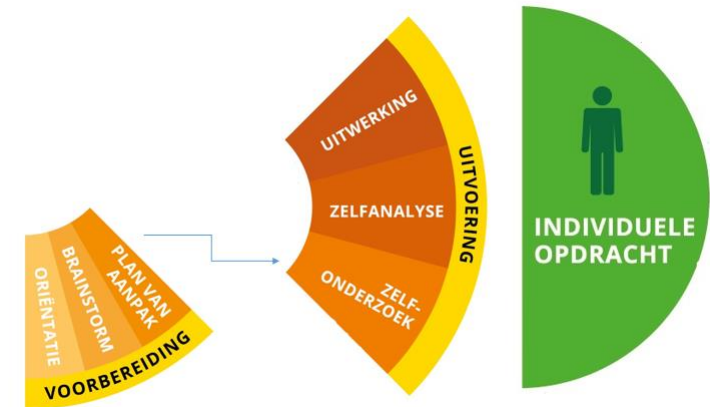 ORIËNTATIE
BRAINSTORM
PLAN VAN
AANPAK
VOORBEREIDING
UITWERKING
ZELFANALYSE
ZELF-
ONDERZOEK
UITVOERING
INDIVIDUELE
OPDRACHT